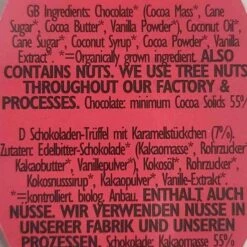 GB Ingredients: Chocolate* (Cocoa Mass*, Cane
Sugar*, Cocoa Butter*, Vanilla Powder*), Coconut Oil*
Cane Sugar*, Coconut Syrup*, Cocoa Powder*, Vanilla
Extract*. *=Organically grown ingredient. ALSO
CONTAINS NUTS. WE USE TREE NUTS
THROUGHOUT OUR FACTORY &
PROCESSES. Chocolate: minimum Cocoa Solids 55%
D Schokoladen-Trüffel mit Karamellstückchen (7%).
Zutaten: Edelbitter-Schokolade* (Kakaomasse*, Rohrzucker
Kakaobutter*, Vanillepulver*), Kokosöl*, Rohrzucker
Kokosnusssirup*, Kakaopulver*, Vanille-Extrakt*
*=kontrolliert. biolog. Anbau. ENTHÄLT AUCH
NÜSSE. WIR VERWENDEN NÜSSE IN
UNSERER FABRIK UND UNSEREN
PROZESSEN. Schokolade: Kakaomasse 55%